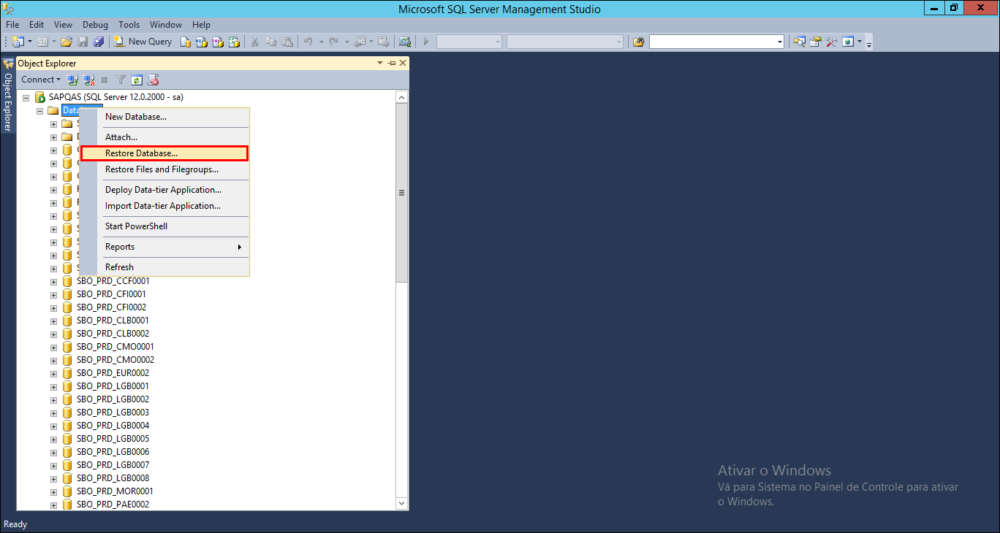 Microsoft SQL Server Management Studio
File Edit View Debug Tools Window Help
New Query
Object Explorer
Object Explorer
Connect
SAPQAS (SQL Server 12.0.2000 - sa)
New Database...
Attach...
Restore Database...
Restore Files and Filegroups...
Deploy Data-tier Application...
Import Data-tier Application...
Start PowerShell
Reports
Refresh
SBO_PRD_CCF0001
SBO_PRD_CFI0001
SBO_PRD_CFI0002
SBO_PRD_CLB0001
SBO_PRD_CLB0002
SBO_PRD_CMO0001
SBO_PRD_CMO0002
SBO_PRD_EUR0002
SBO_PRD_LGB0001
SBO_PRD_LGB0002
SBO_PRD_LGB0003
SBO_PRD_LGB0004
SBO_PRD_LGB0005
SBO_PRD_LGB0006
SBO_PRD_LGB0007
SBO_PRD_LGB0008
SBO_PRD_MOR0001
SBO_PRD_PAE0002
Ativar o Windows
Vá para Sistema no Painel de Controle para ativar
o Windows.
Ready